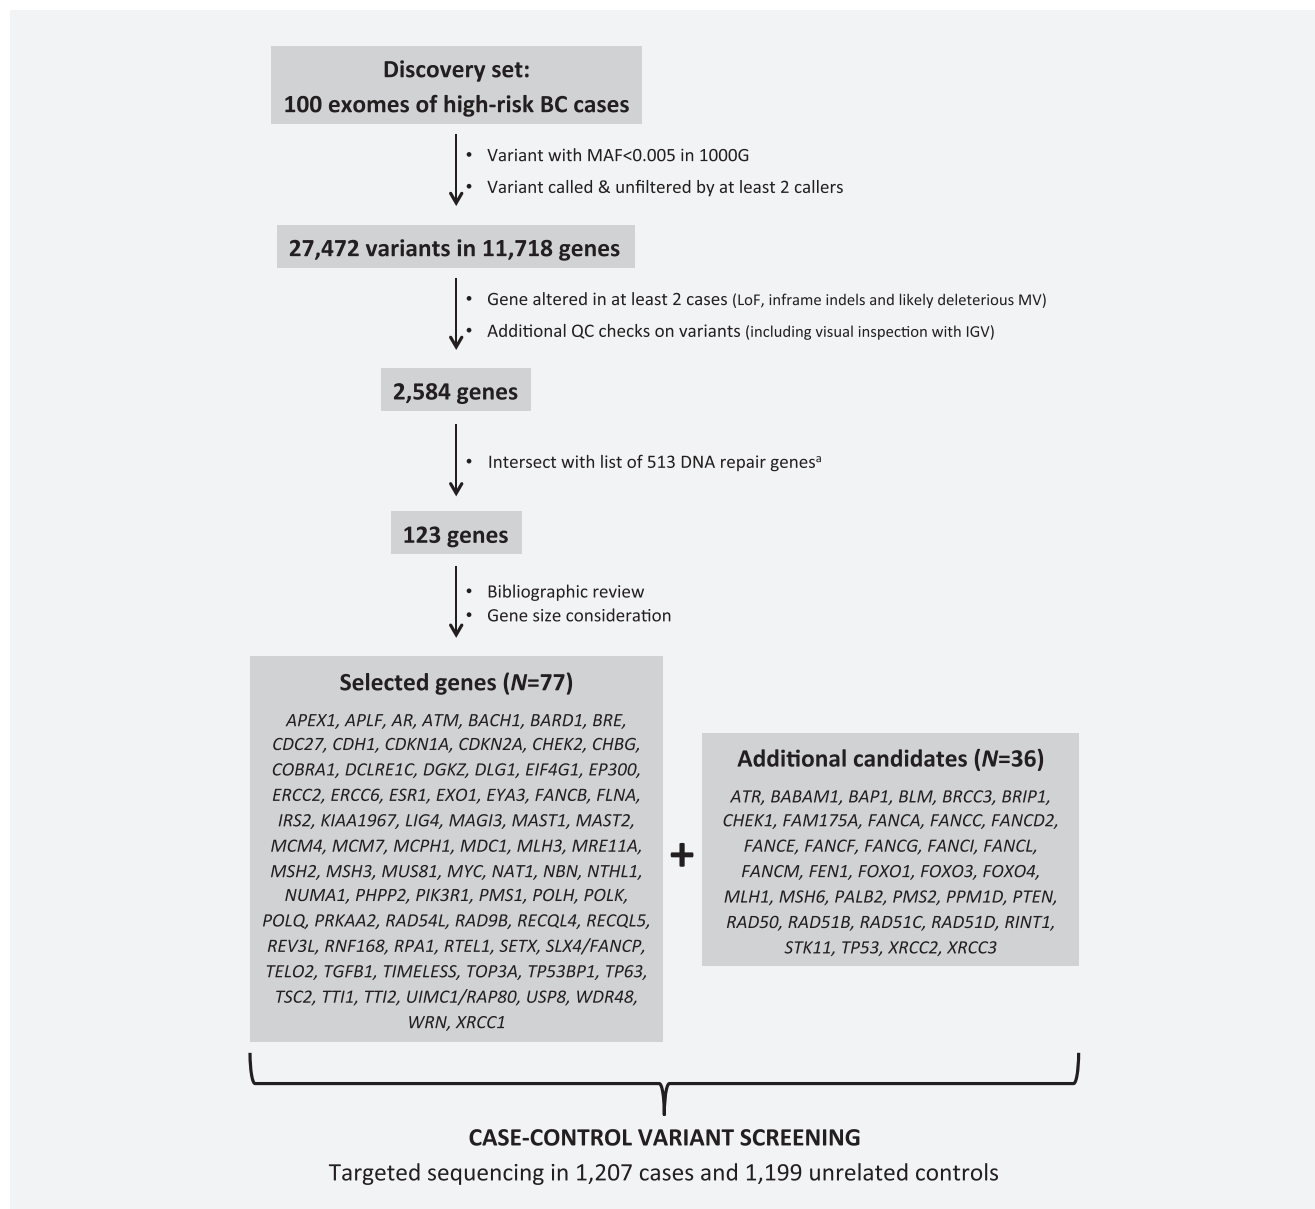 Discovery set:
100 exomes of high-risk BC cases
• Variant with MAF<0.005 in 1000G
• Variant called & unfiltered by at least 2 callers
27,472 variants in 11,718 genes
• Gene altered in at least 2 cases (LoF, inframe indels and likely deleterious MV)
• Additional QC checks on variants (including visual inspection with IGV)
2,584 genes
• Intersect with list of 513 DNA repair genesᵃ
123 genes
• Bibliographic review
• Gene size consideration
Selected genes (N=77)
APEX1, APLF, AR, ATM, BACH1, BARD1, BRE,
CDC27, CDH1, CDKN1A, CDKN2A, CHEK2, CHBG,
COBRA1, DCLRE1C, DGKZ, DLG1, EIF4G1, EP300,
ERCC2, ERCC6, ESR1, EXO1, EYA3, FANCB, FLNA,
IRS2, KIAA1967, LIG4, MAGI3, MAST1, MAST2,
MCM4, MCM7, MCPH1, MDC1, MLH3, MRE11A,
MSH2, MSH3, MUS81, MYC, NAT1, NBN, NTHL1,
NUMA1, PHPP2, PIK3R1, PMS1, POLH, POLK,
POLQ, PRKAA2, RAD54L, RAD9B, RECQL4, RECQL5,
REV3L, RNF168, RPA1, RTEL1, SETX, SLX4/FANCP,
TELO2, TGFB1, TIMELESS, TOP3A, TP53BP1, TP63,
TSC2, TTI1, TTI2, UIMC1/RAP80, USP8, WDR48,
WRN, XRCC1
+
Additional candidates (N=36)
ATR, BABAM1, BAP1, BLM, BRCC3, BRIP1,
CHEK1, FAM175A, FANCA, FANCC, FANCD2,
FANCE, FANCF, FANCG, FANCI, FANCL,
FANCM, FEN1, FOXO1, FOXO3, FOXO4,
MLH1, MSH6, PALB2, PMS2, PPM1D, PTEN,
RAD50, RAD51B, RAD51C, RAD51D, RINT1,
STK11, TP53, XRCC2, XRCC3
CASE-CONTROL VARIANT SCREENING
Targeted sequencing in 1,207 cases and 1,199 unrelated controls